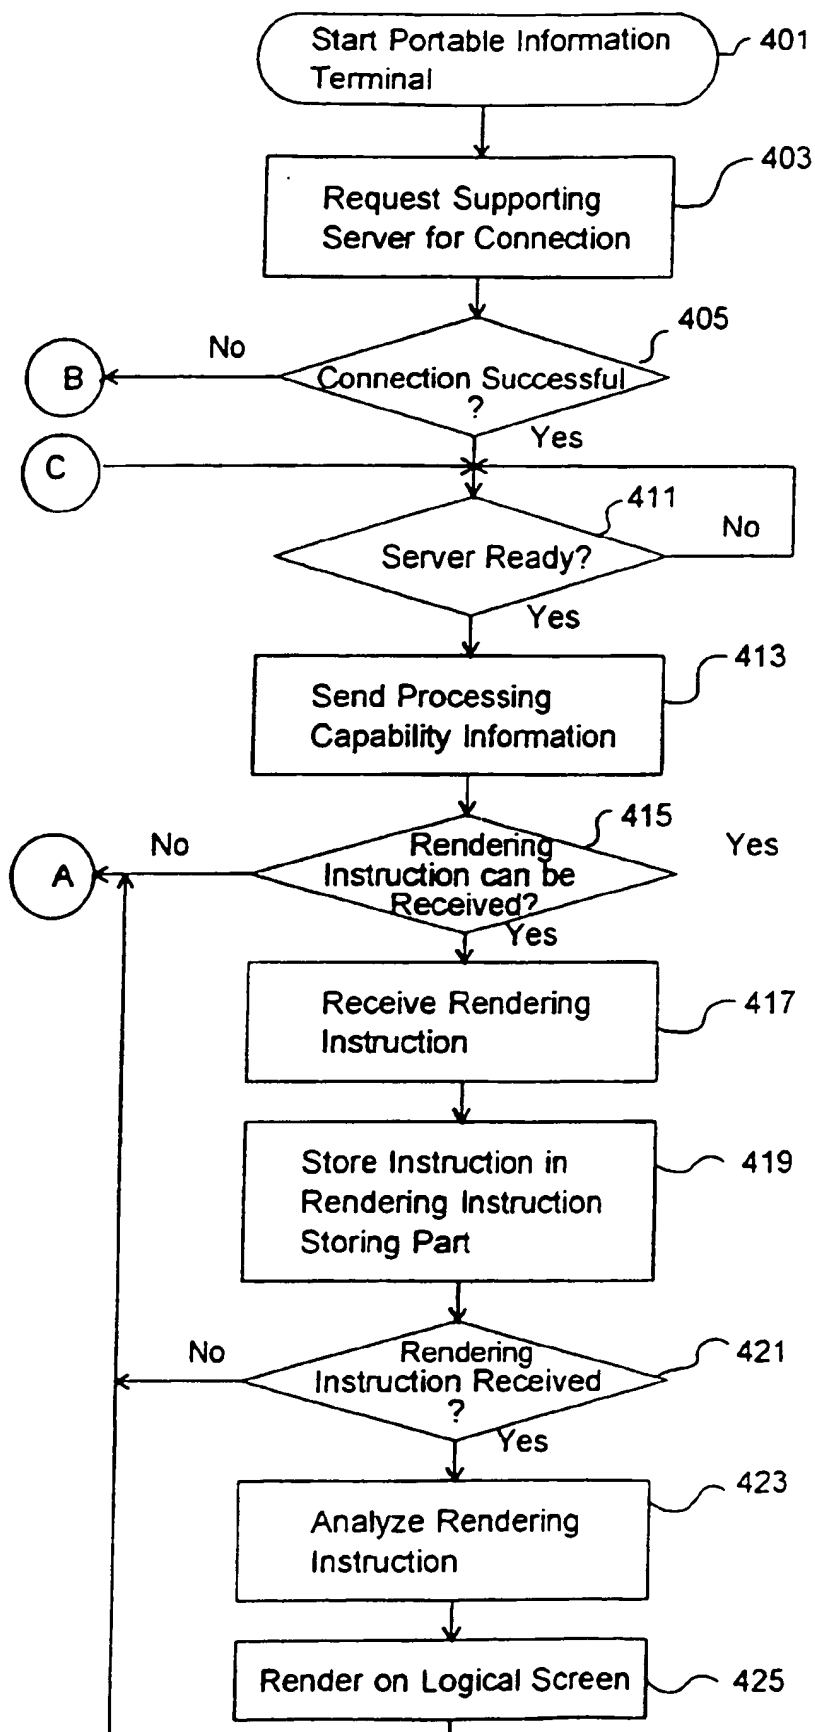 Start Portable Information
Terminal
401
403
Request Supporting
Server for Connection
405
No
B
Connection Successful
?
Yes
C
411
No
Server Ready?
Yes
413
Send Processing
Capability Information
415
No
Rendering
Yes
A
Instruction can be
Received?
Yes
Receive Rendering
417
Instruction
Store Instruction in
419
Rendering Instruction
Storing Part
No
Rendering
421
Instruction Received
?
Yes
423
Analyze Rendering
Instruction
Render on Logical Screen
425